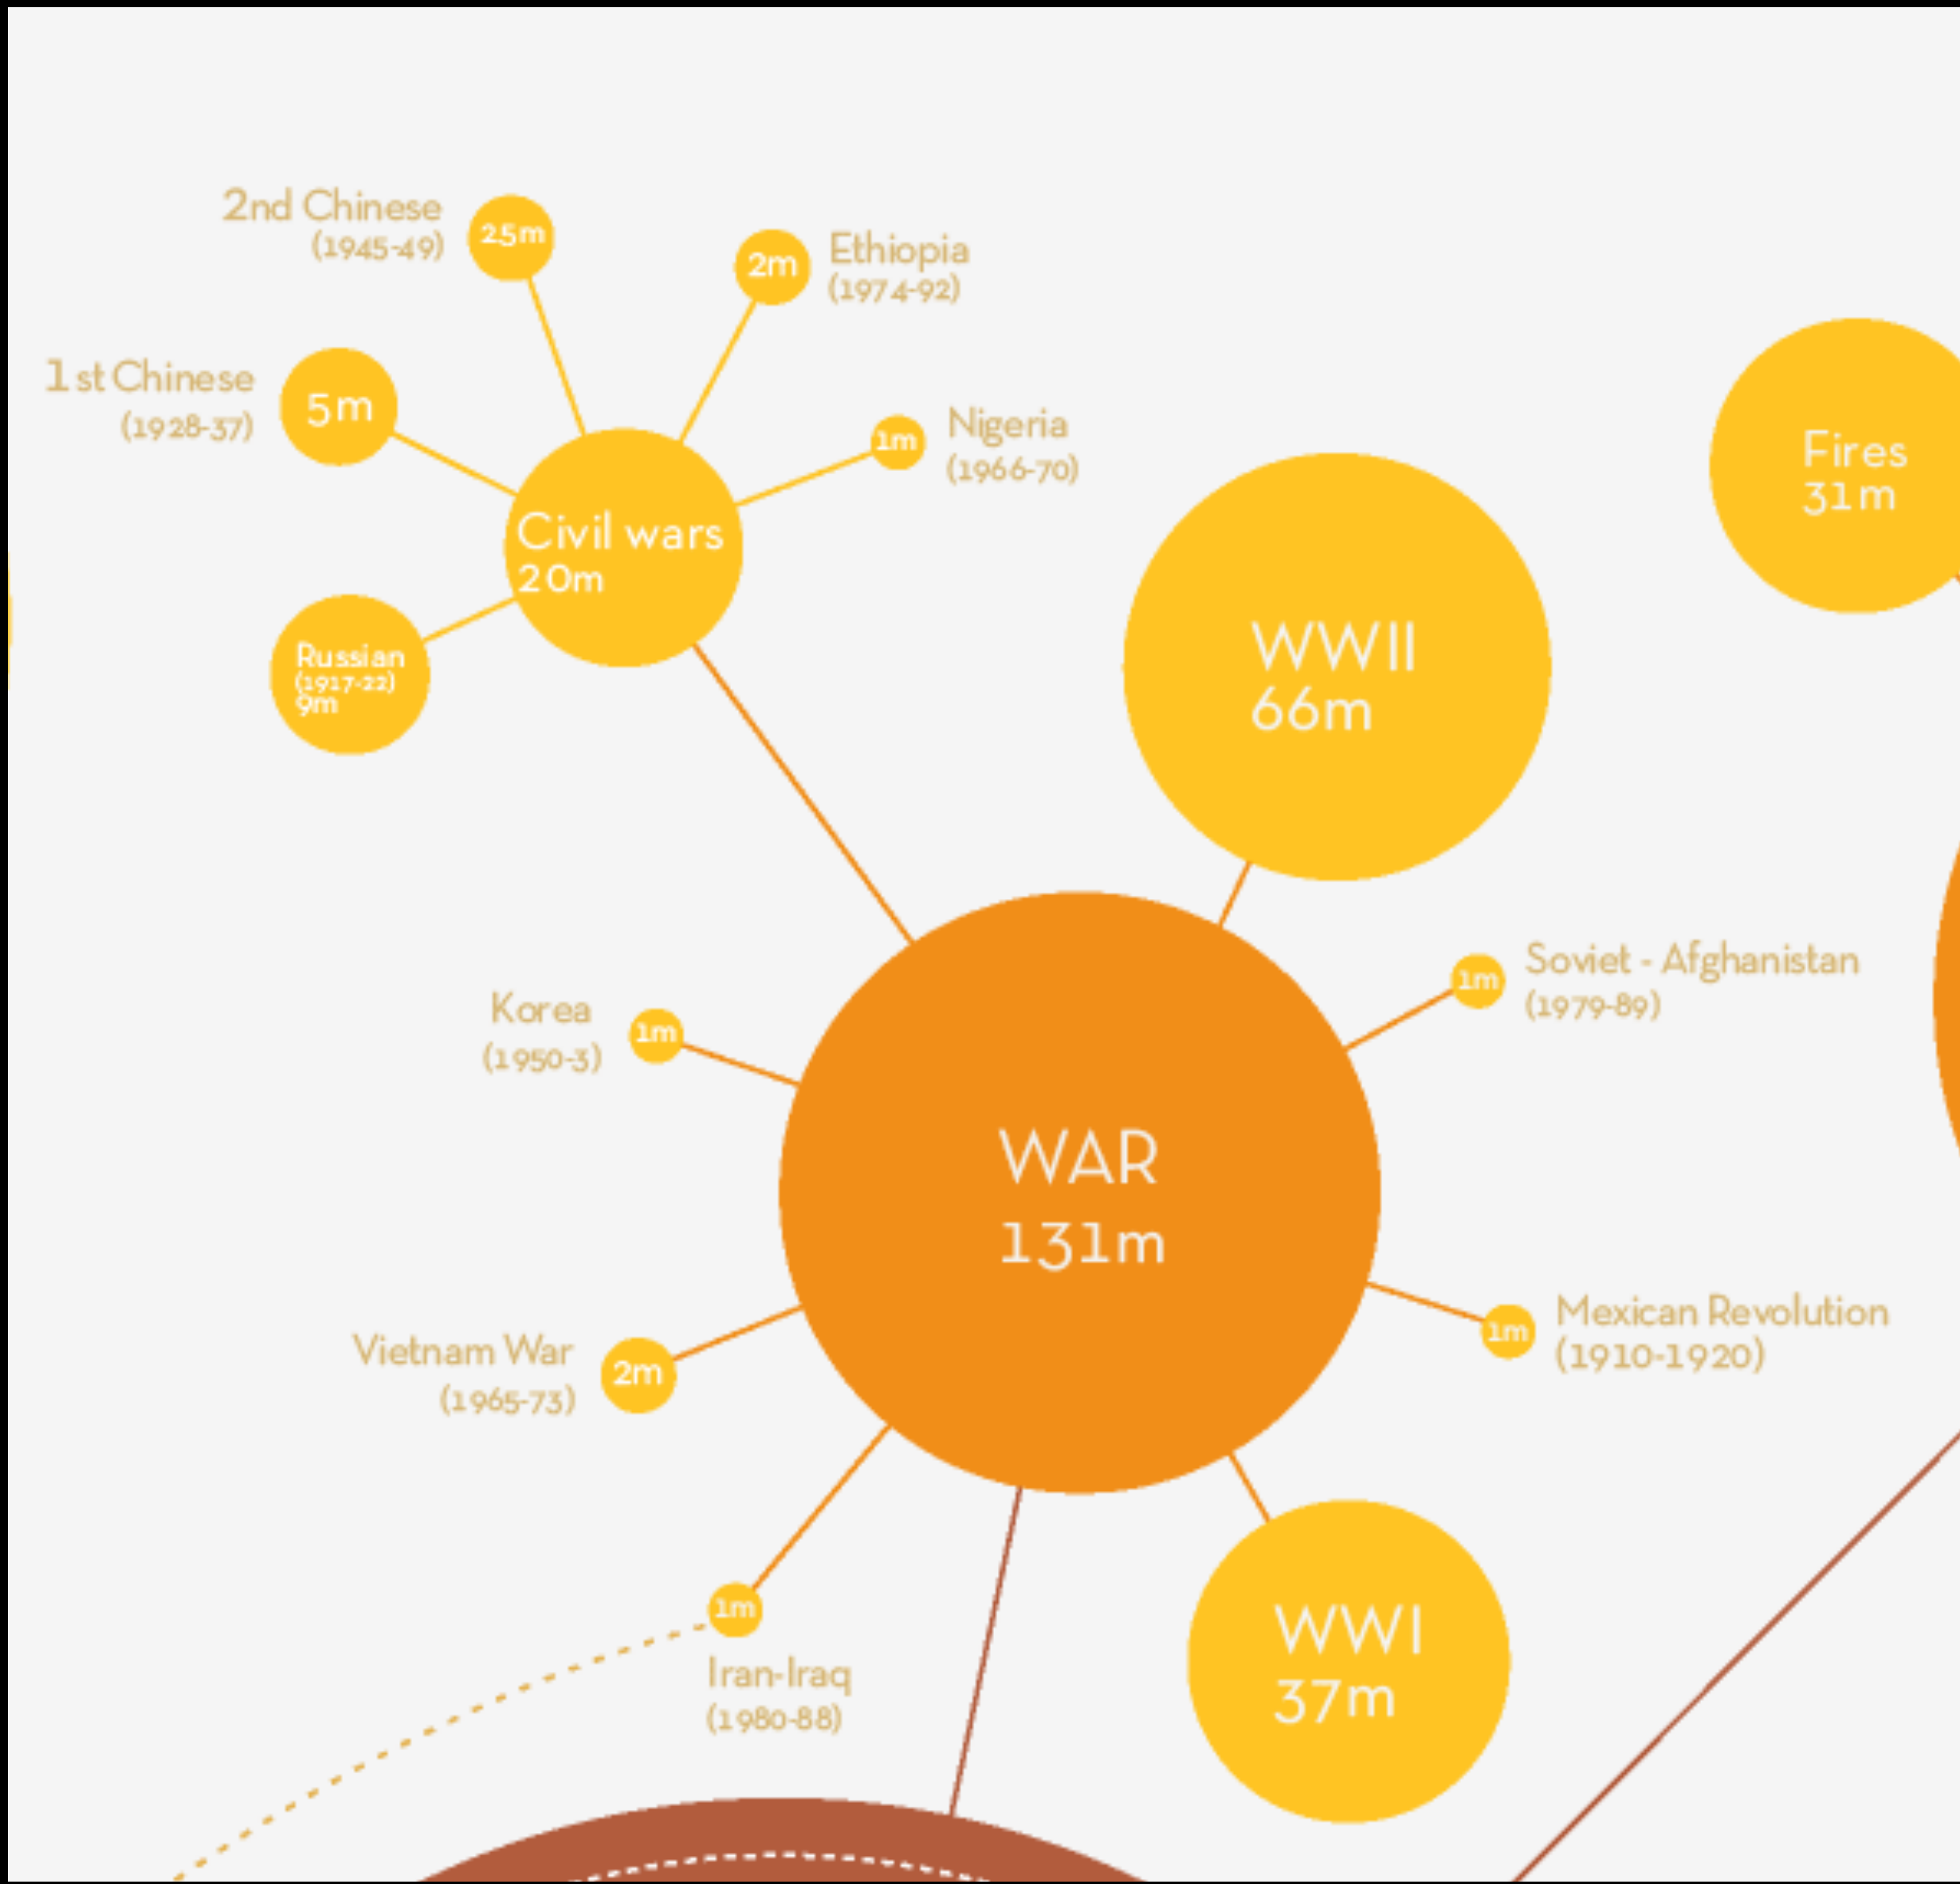 2nd Chinese
(1945-49)
25m
2m
Ethiopia
(1974-92)
1st Chinese
(1928-37)
5m
1m
Nigeria
(1966-70)
Civil wars
20m
Fires
31m
Russian
(1917-22)
9m
WWII
66m
Korea
(1950-3)
1m
1m
Soviet - Afghanistan
(1979-89)
WAR
131m
Vietnam War
(1965-73)
2m
1m
Mexican Revolution
(1910-1920)
1m
Iran-Iraq
(1980-88)
WWI
37m